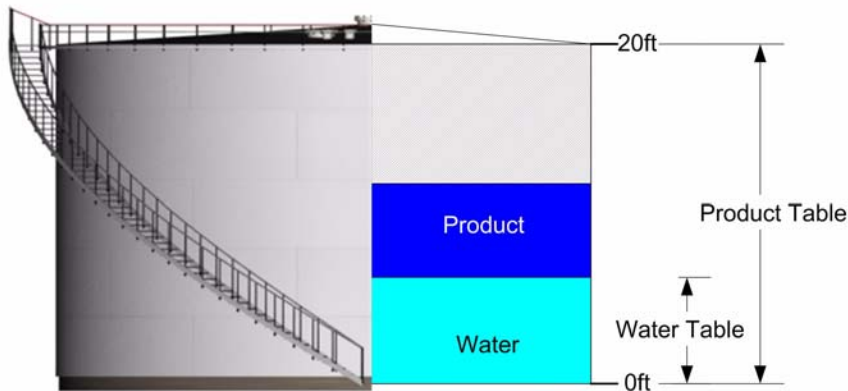 20ft
Product
Product Table
Water Table
Water
0ft